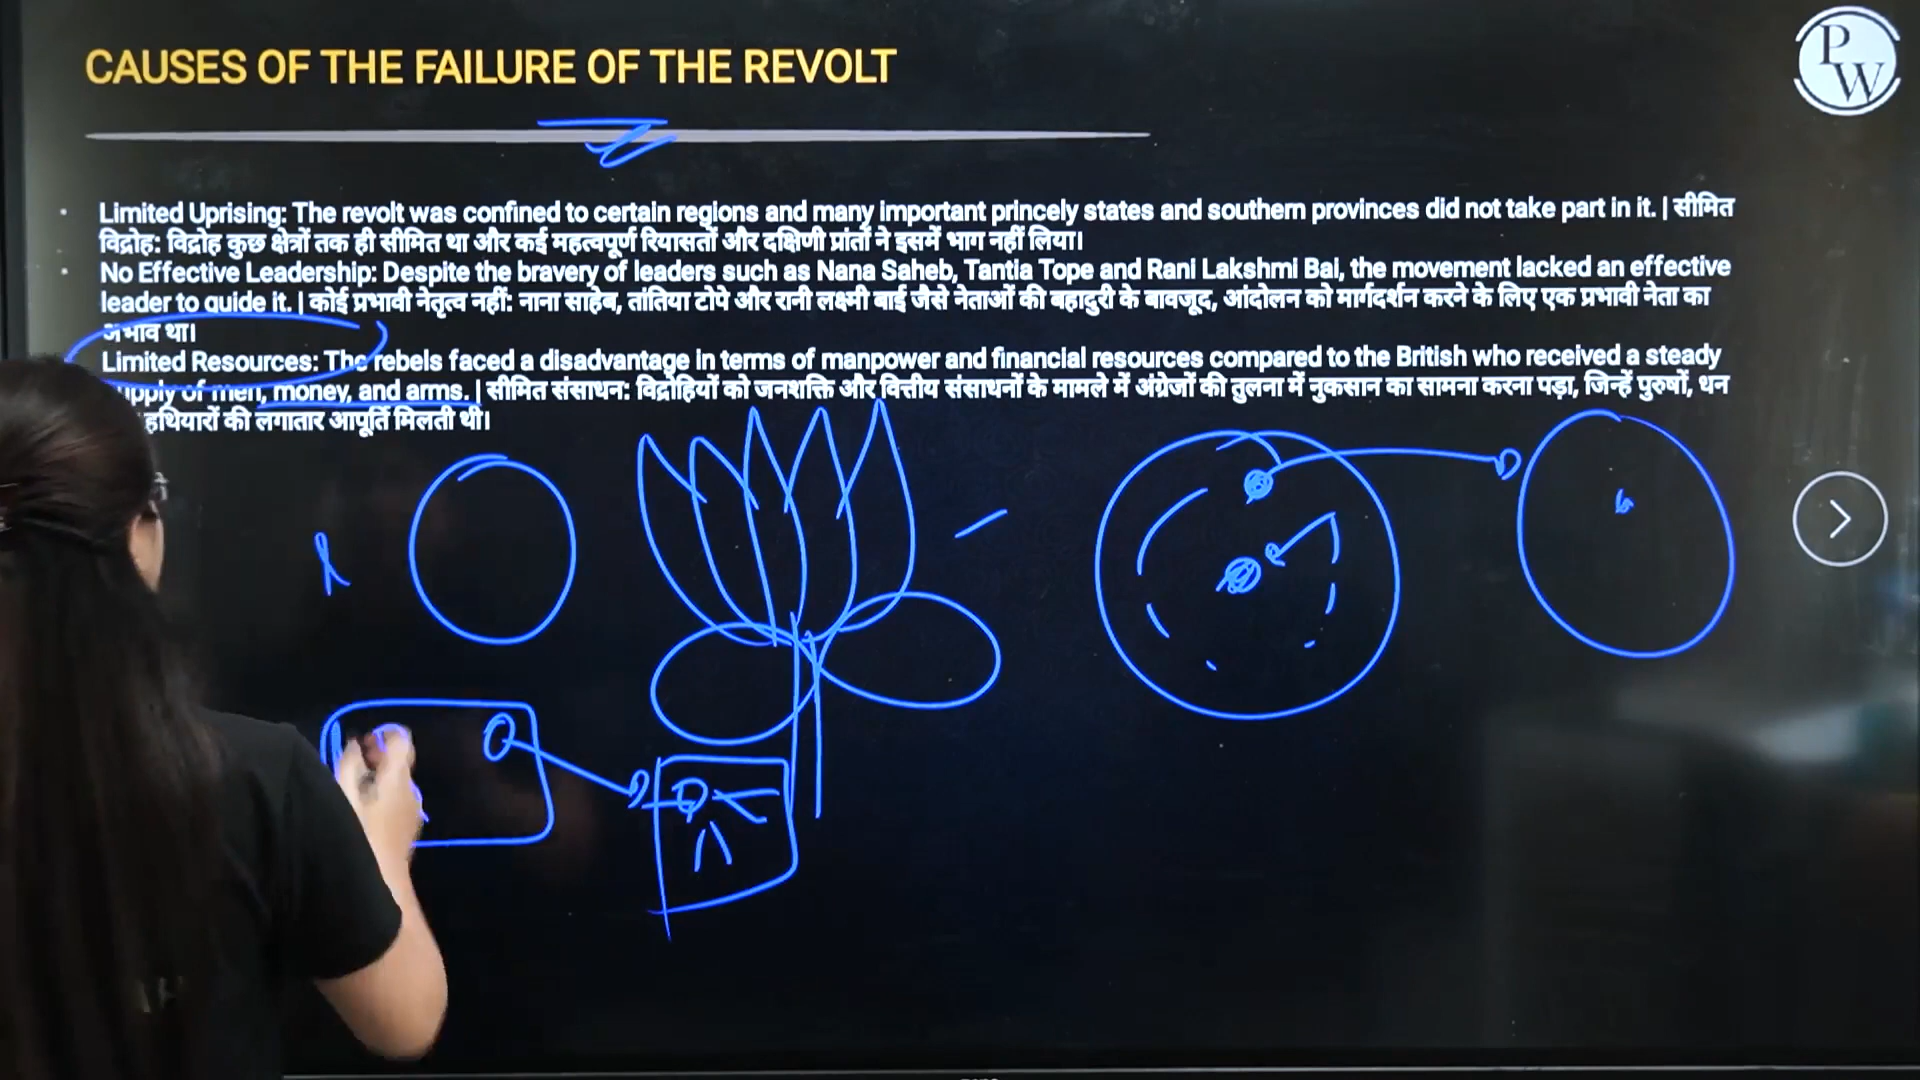 CAUSES OF THE FAILURE OF THE REVOLT
PW
Limited Uprising: The revolt was confined to certain regions and many important princely states and southern provinces did not take part in it. | सीमित
विद्रोह: विद्रोह कुछ क्षेत्रों तक ही सीमित था और कई महत्वपूर्ण रियासतों और दक्षिणी प्रांतों ने इसमें भाग नहीं लिया।
No Effective Leadership: Despite the bravery of leaders such as Nana Saheb, Tantia Tope and Rani Lakshmi Bai, the movement lacked an effective
leader to guide it. | कोई प्रभावी नेतृत्व नहीं: नाना साहेब, तांतिया टोपे और रानी लक्ष्मी बाई जैसे नेताओं की बहादुरी के बावजूद, आंदोलन को मार्गदर्शन करने के लिए एक प्रभावी नेता का
अभाव था।
Limited Resources: The rebels faced a disadvantage in terms of manpower and financial resources compared to the British who received a steady
of men, money, and arms. | सीमित संसाधन: विद्रोहियों को जनशक्ति और वित्तीय संसाधनों के मामले में अंग्रेजों की तुलना में नुकसान का सामना करना पड़ा, जिन्हें पुरुषों, धन
हथियारों की लगातार आपूर्ति मिलती थी।